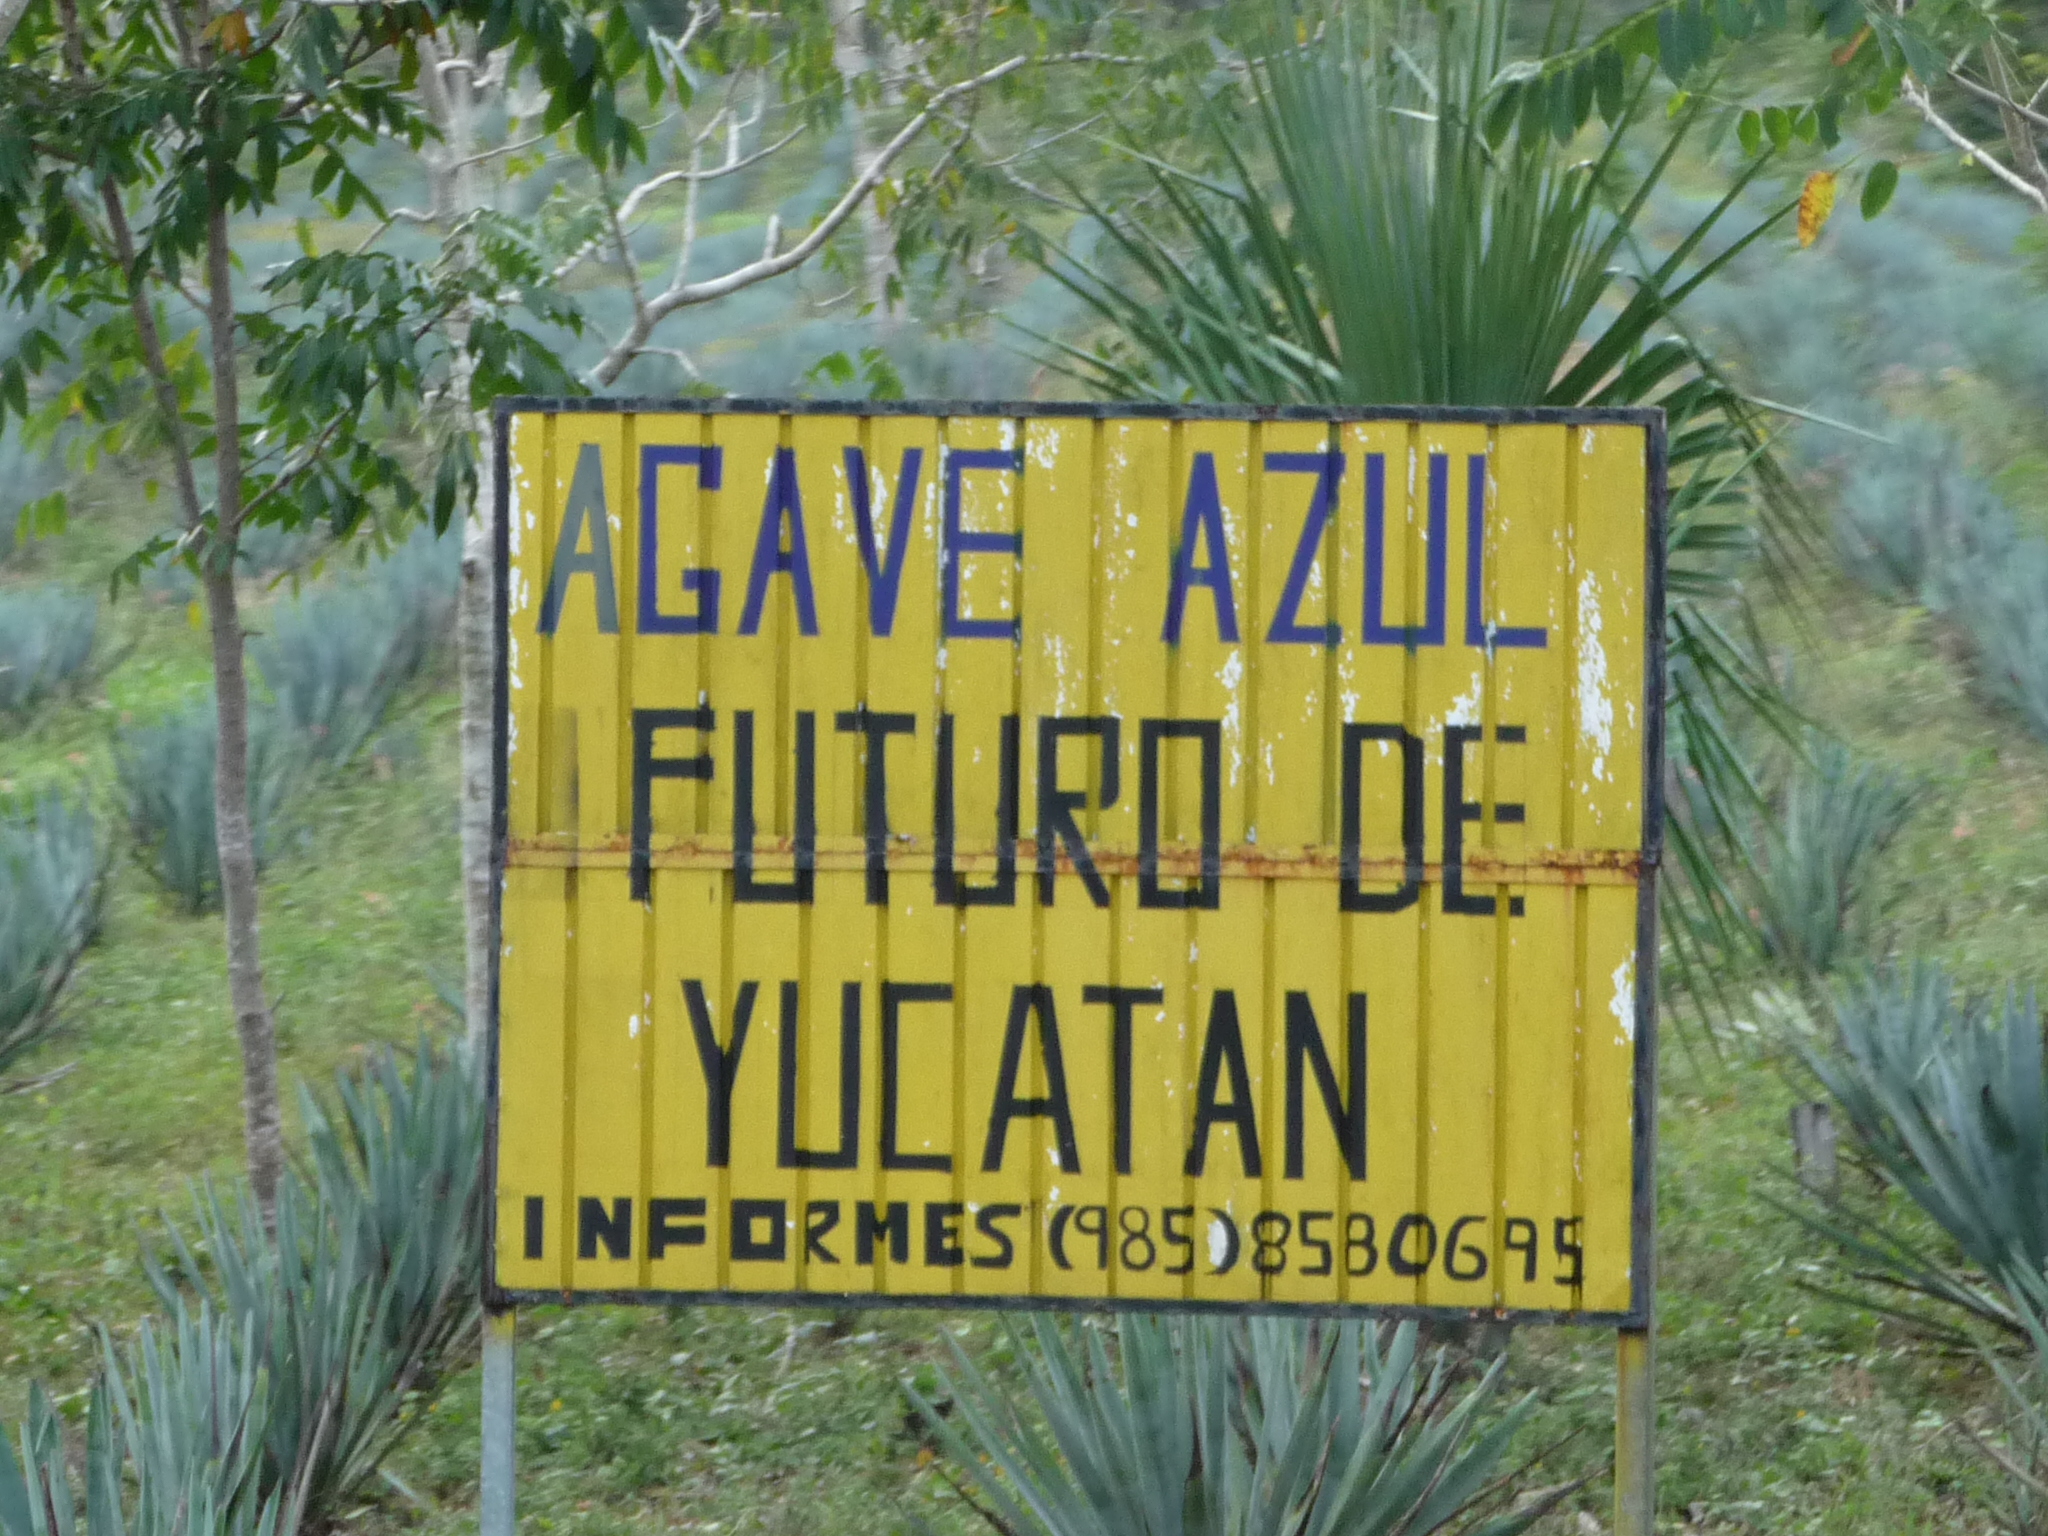 AGAVE AZUL
FUTURO DE
YUCATAN
INFORMES (985) 8580695